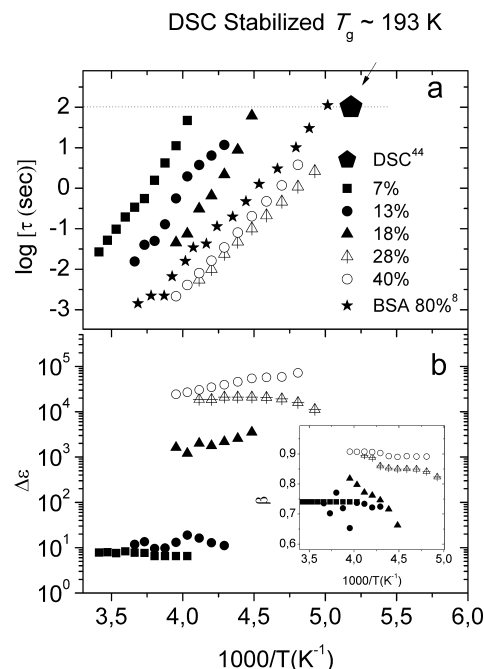 DSC Stabilized Tg ~ 193 K
a
log [τ (sec)]
2
1
0
-1
-2
-3
DSC44
7%
13%
18%
28%
40%
BSA 80%8
b
Δε
10^5
10^4
10^3
10^2
10^1
10^0
β
0,9
0,8
0,7
0,6
3,5 4,0 4,5 5,0
1000/T(K-1)
3,5 4,0 4,5 5,0 5,5 6,0
1000/T(K-1)